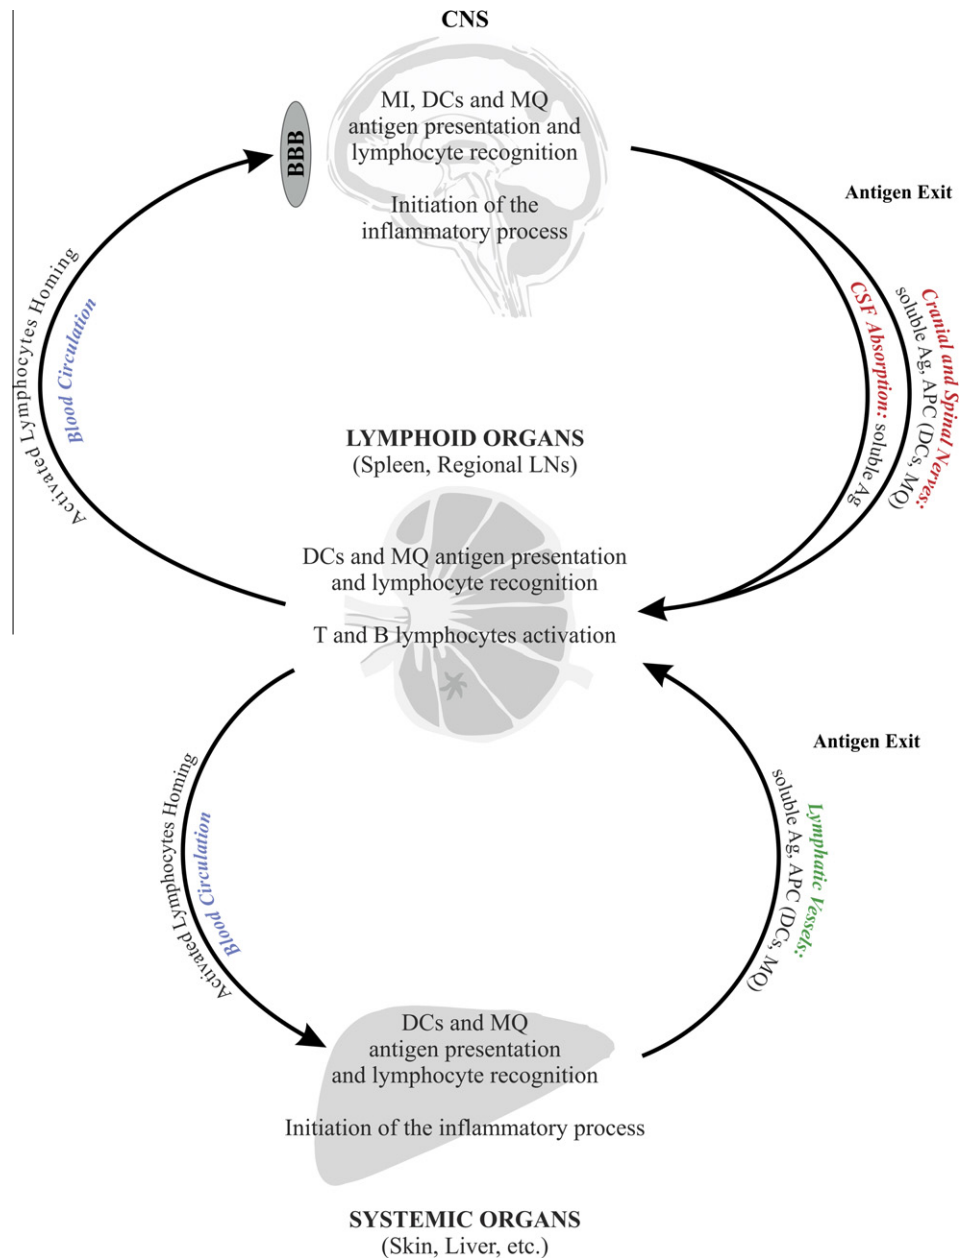 CNS
MI, DCs and MQ
antigen presentation and
lymphocyte recognition
Initiation of the
inflammatory process
BBB
Antigen Exit
Cranial and Spinal Nerves:
soluble Ag, APC (DCs, MQ)
CSF Absorption: soluble Ag
Activated Lymphocytes Homing
Blood Circulation
LYMPHOID ORGANS
(Spleen, Regional LNs)
DCs and MQ antigen presentation
and lymphocyte recognition
T and B lymphocytes activation
Antigen Exit
Lymphatic Vessels:
soluble Ag, APC (DCs, MQ)
Activated Lymphocytes Homing
Blood Circulation
DCs and MQ
antigen presentation
and lymphocyte recognition
Initiation of the inflammatory process
SYSTEMIC ORGANS
(Skin, Liver, etc.)